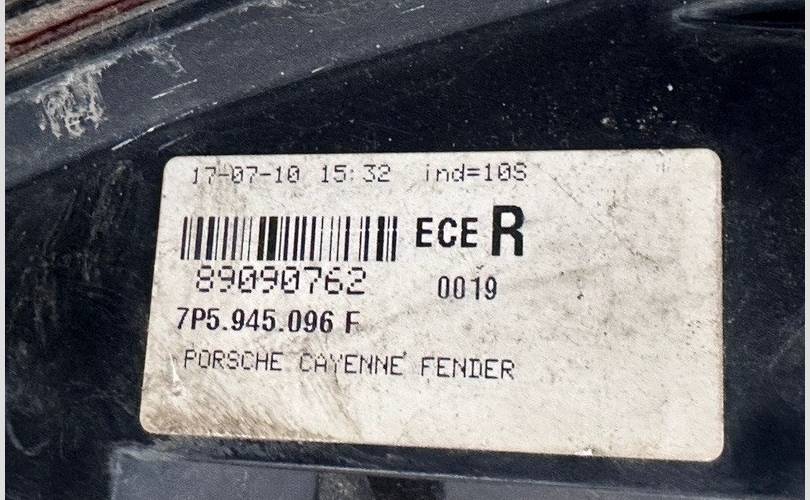 17-07-10 15:32 ind=10S
ECE R
89090762
0019
7P5.945.096 F
PORSCHE CAYENNE FENDER